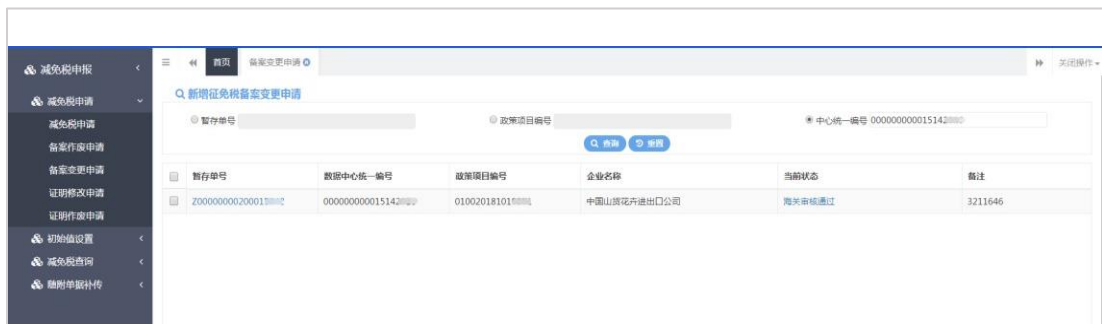 减免税申报
首页 备案变更申请 关闭操作
减免税申请
减免税申请
备案作废申请
备案变更申请
证明修改申请
证明作废申请
初始值设置
减免税查询
随附单据补传
新增征免税备案变更申请
暂存单号 政策项目编号 中心统一编号 00000000001514
查询 重置
暂存单号 数据中心统一编号 政策项目编号 企业名称 当前状态 备注
Z0000000020001 00000000001514 01002018101 中国山货花卉进出口公司 海关审核通过 3211646